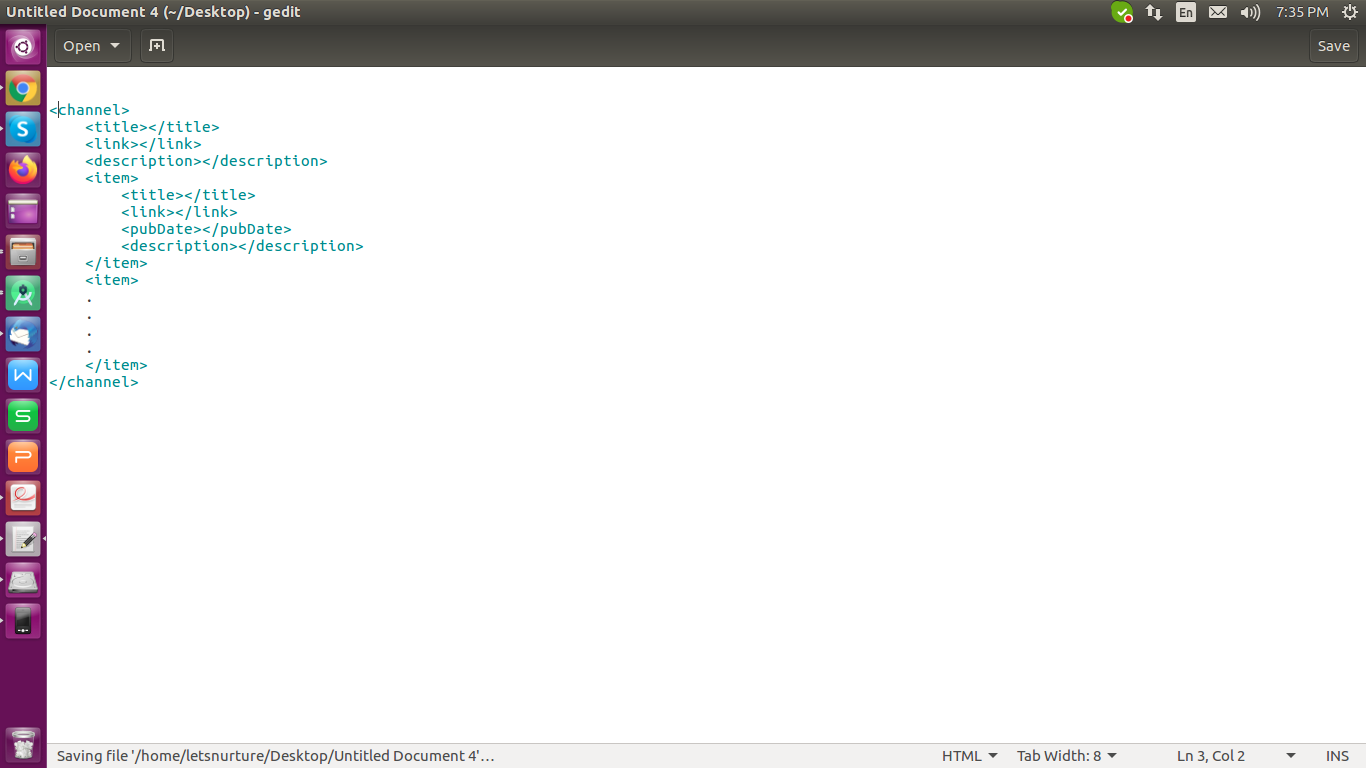 Untitled Document 4 (~/Desktop) - gedit
En
7:35 PM
Open
Save
<channel>
    <title></title>
    <link></link>
    <description></description>
    <item>
        <title></title>
        <link></link>
        <pubDate></pubDate>
        <description></description>
    </item>
    <item>
    .
    .
    .
    .
    </item>
</channel>
Saving file '/home/letsnurture/Desktop/Untitled Document 4'…
HTML
Tab Width: 8
Ln 3, Col 2
INS